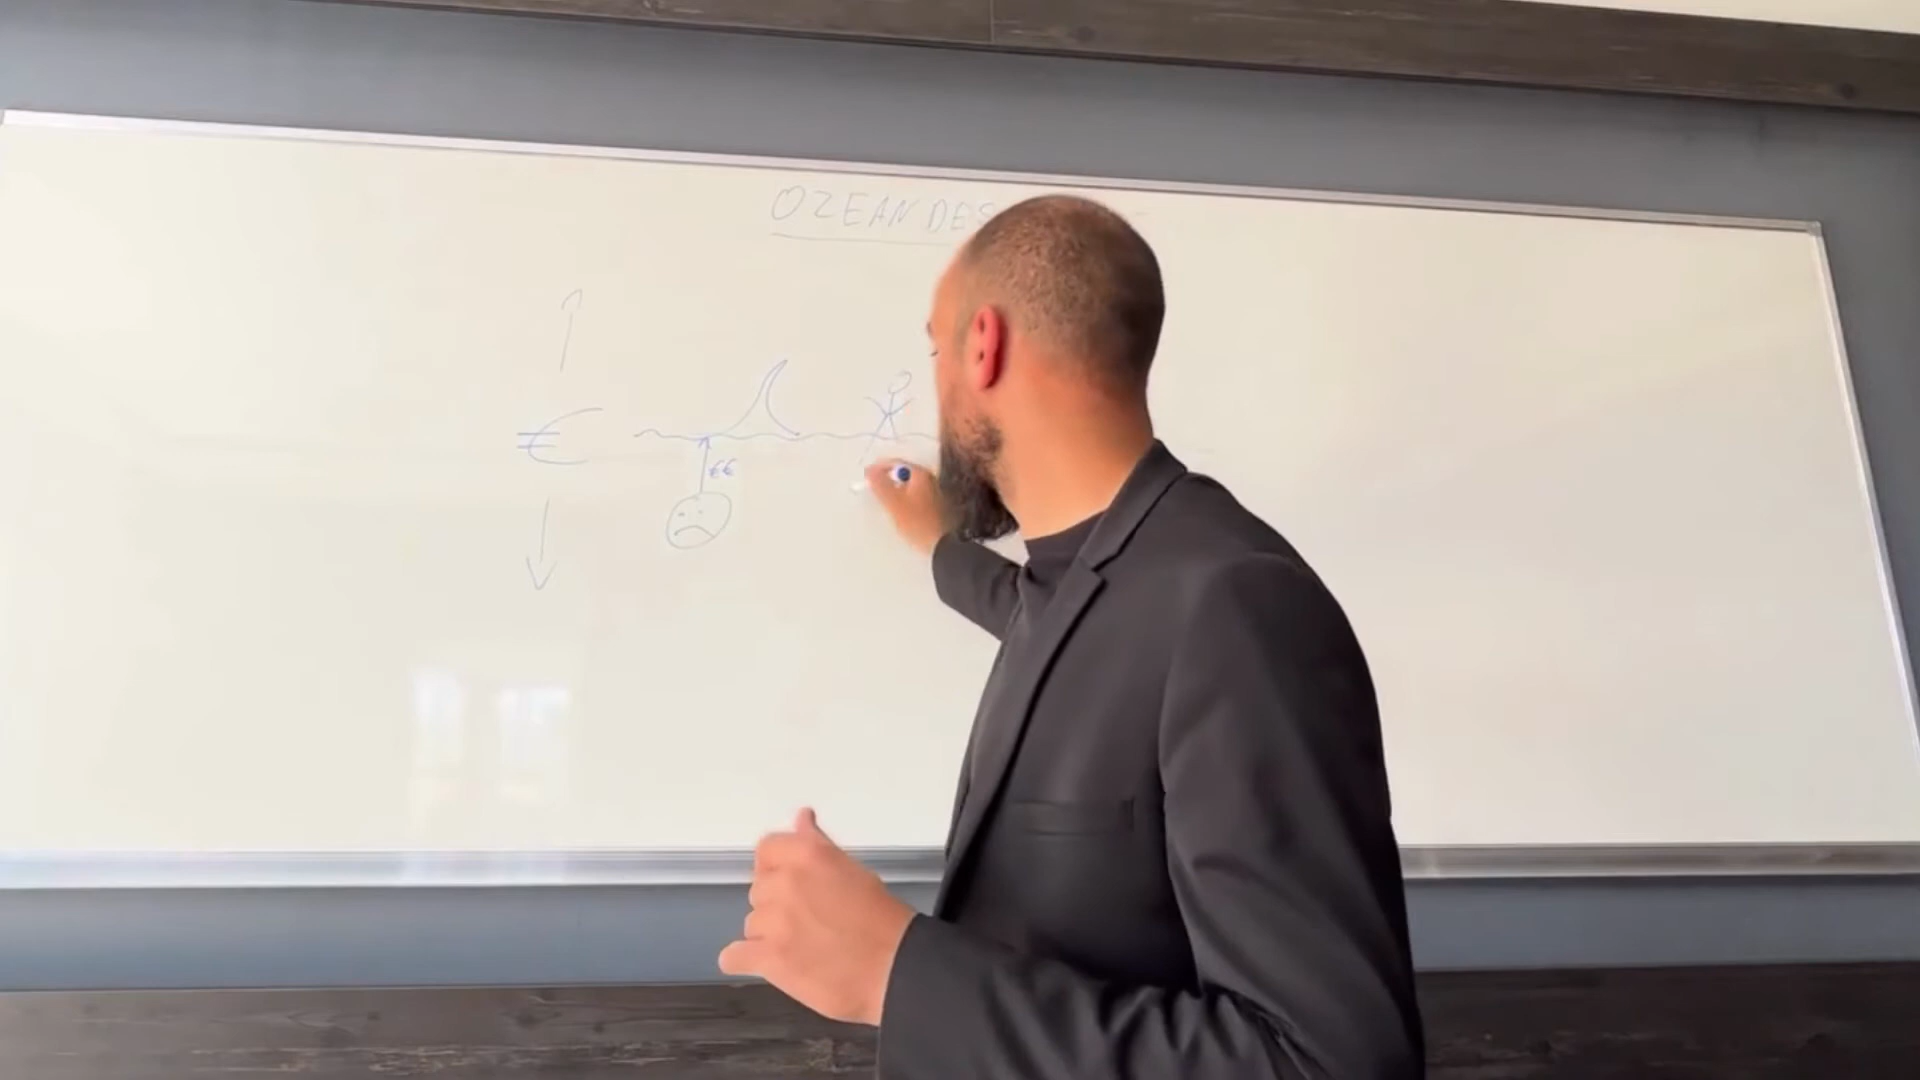 OZEAN DES
€
€€